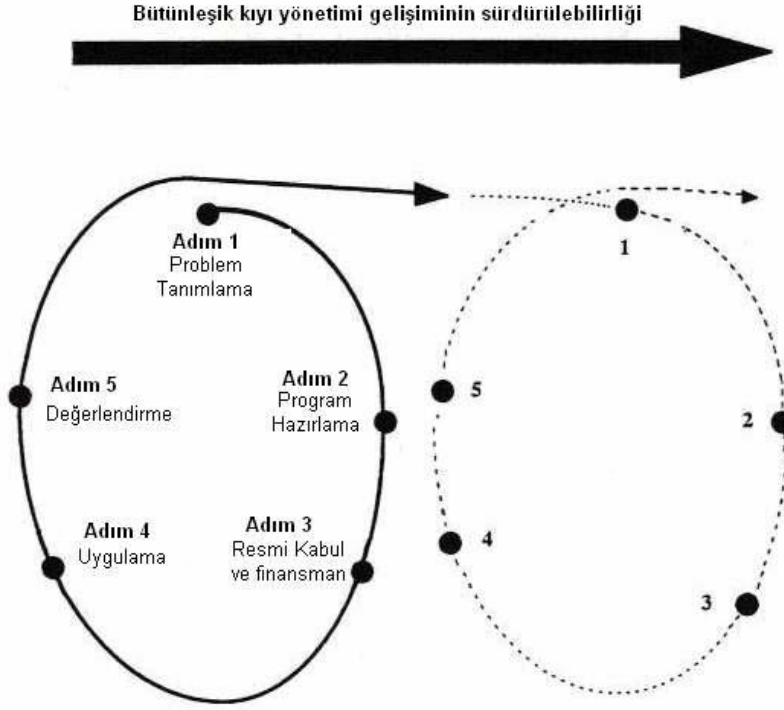 Bütünleşik kıyı yönetimi gelişiminin sürdürülebilirliği
Adım 1
Problem
Tanımlama
Adım 2
Program
Hazırlama
Adım 3
Resmi Kabul
ve finansman
Adım 4
Uygulama
Adım 5
Değerlendirme
1
2
3
4
5